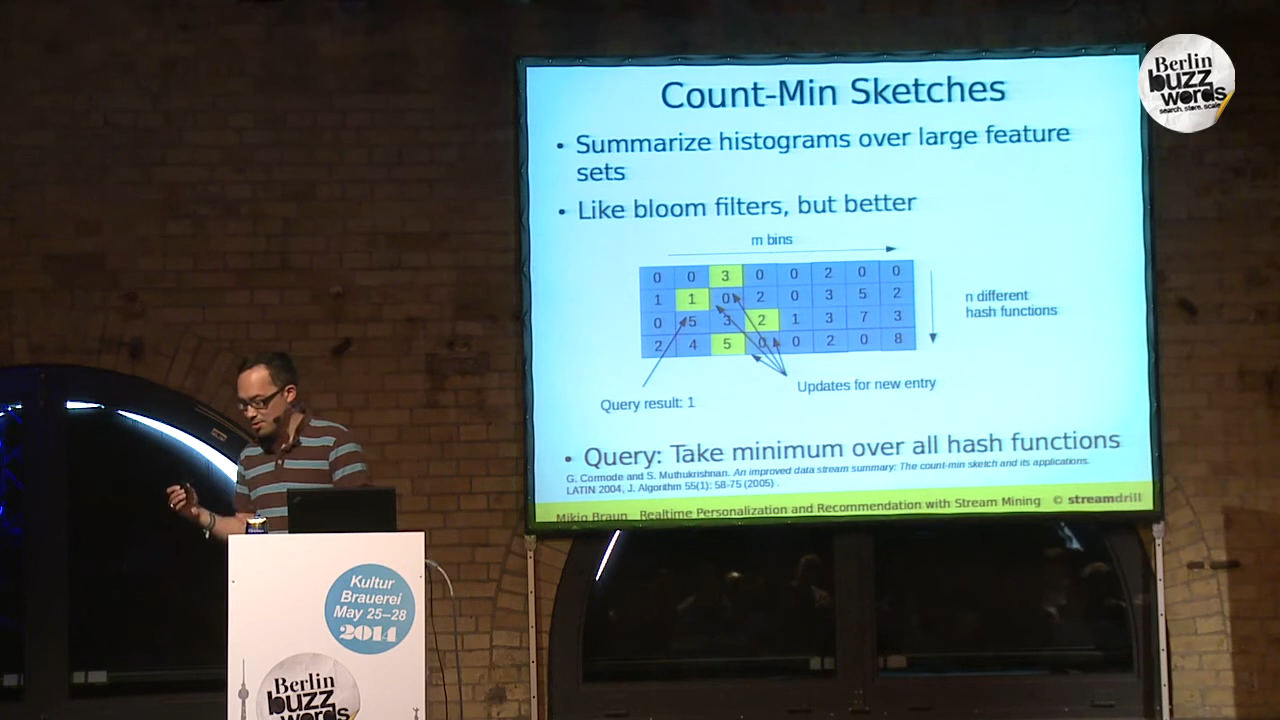 Count-Min Sketches
• Summarize histograms over large feature
sets
• Like bloom filters, but better
m bins
0 0 3 0 0 2 0 0
1 1 0 2 0 3 5 2
0 5 3 2 1 3 7 3
2 4 5 0 0 2 0 8
n different
hash functions
Updates for new entry
Query result: 1
• Query: Take minimum over all hash functions
G. Cormode and S. Muthukrishnan. An improved data stream summary: The count-min sketch and its applications.
LATIN 2004, J. Algorithm 55(1): 58-75 (2005) .
Mikio Braun Realtime Personalization and Recommendation with Stream Mining © streamdrill
Berlin
buzz
words
search. store. scale
Kultur
Brauerei
May 25–28
2014
Berlin
buzz
words